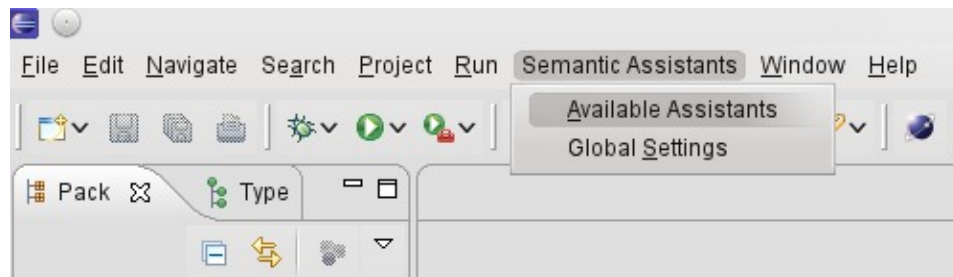 File Edit Navigate Search Project Run Semantic Assistants Window Help
Available Assistants
Global Settings
Pack Type